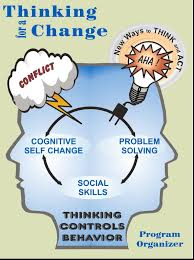 Thinking
for a
Change
New Ways to THINK and ACT
AHA
CONFLICT
COGNITIVE
SELF CHANGE
PROBLEM
SOLVING
SOCIAL
SKILLS
THINKING
CONTROLS
BEHAVIOR
Program
Organizer